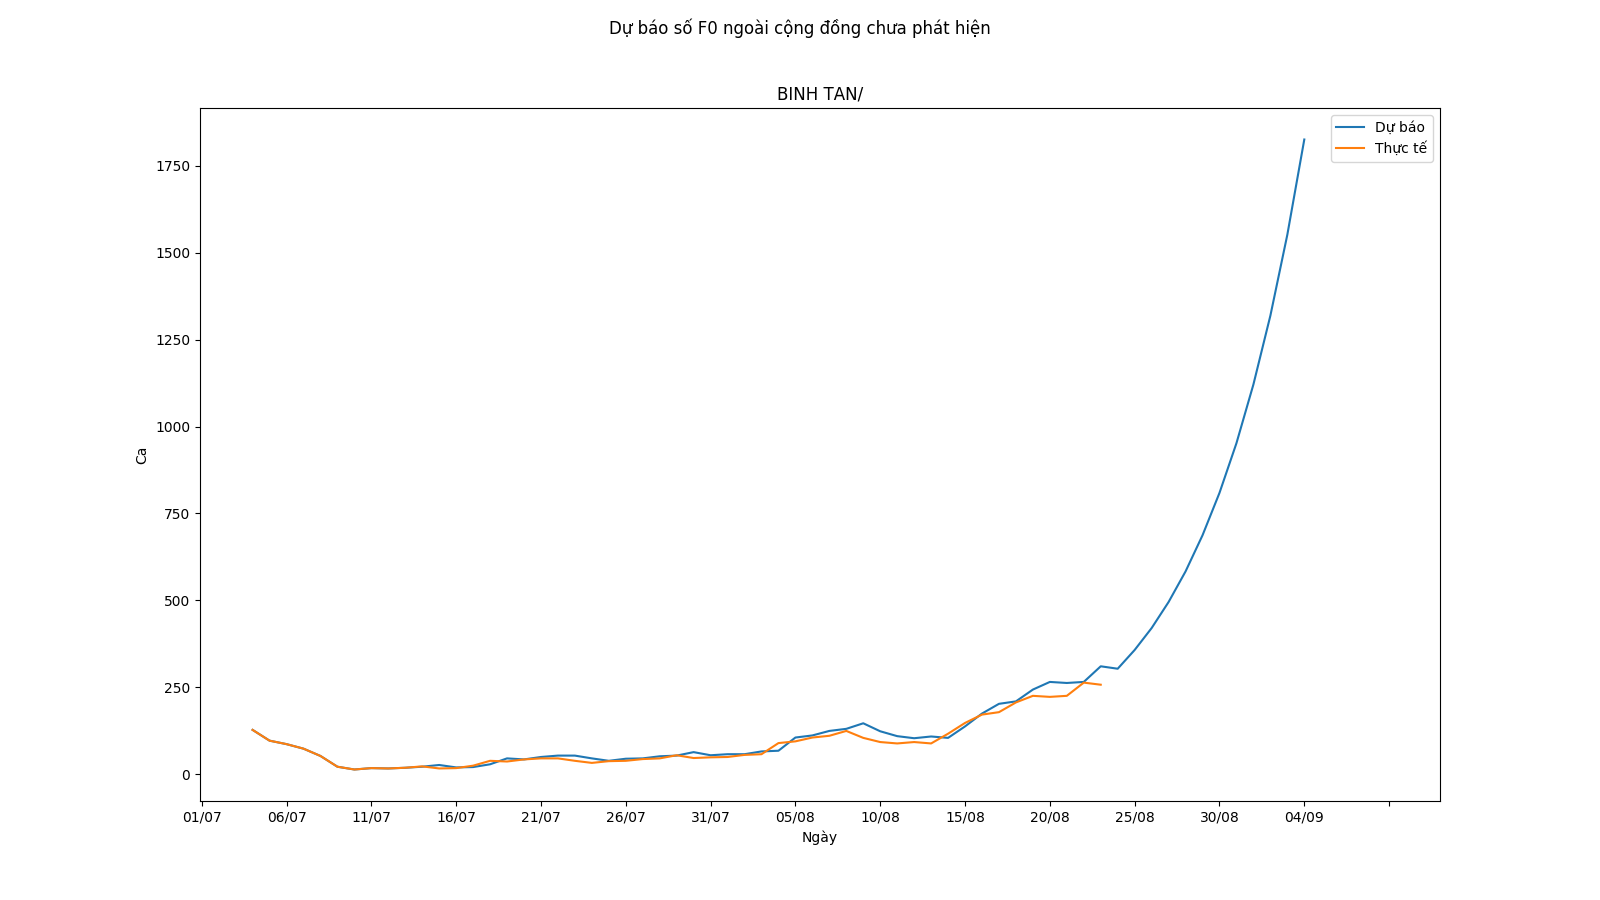 Dự báo số F0 ngoài cộng đồng chưa phát hiện
BINH TAN/
Dự báo
Thực tế
1750
1500
1250
1000
750
500
250
0
Ca
01/07 06/07 11/07 16/07 21/07 26/07 31/07 05/08 10/08 15/08 20/08 25/08 30/08 04/09
Ngày